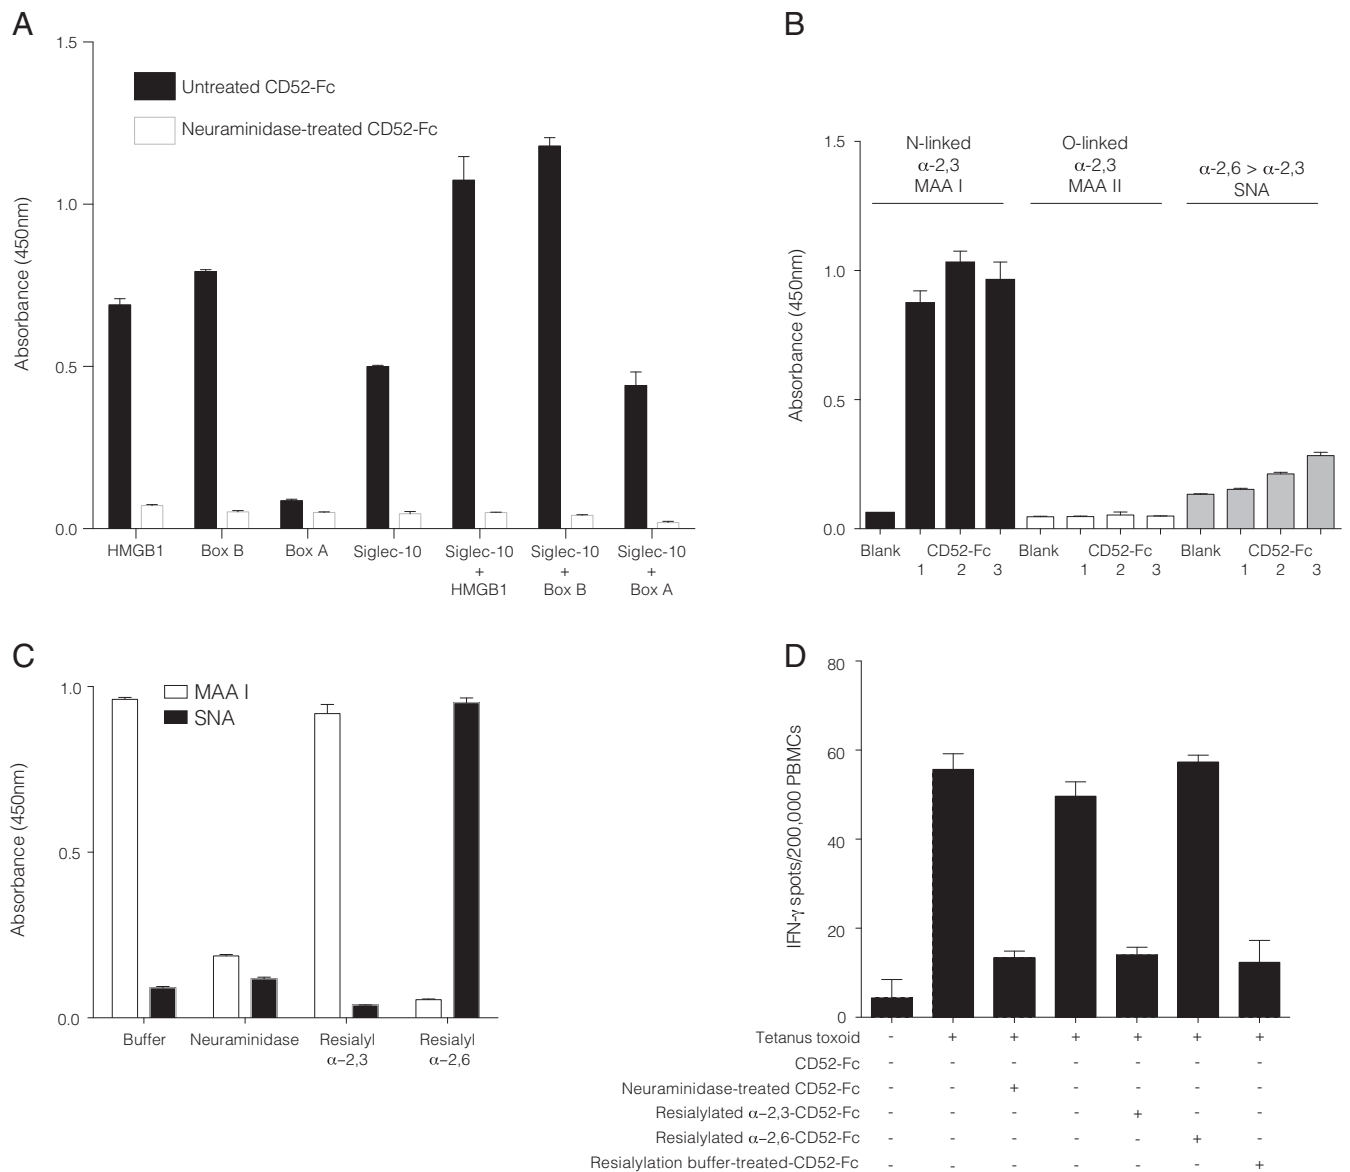 A
1.5
1.0
0.5
0.0
Absorbance (450nm)
Untreated CD52-Fc
Neuraminidase-treated CD52-Fc
HMGB1 Box B Box A Siglec-10 Siglec-10 Siglec-10 Siglec-10
+ + +
HMGB1 Box B Box A
B
1.5
1.0
0.5
0.0
Absorbance (450nm)
N-linked O-linked
α-2,3 α-2,3 α-2,6 > α-2,3
MAA I MAA II SNA
Blank CD52-Fc Blank CD52-Fc Blank CD52-Fc
1 2 3 1 2 3 1 2 3
C
1.0
0.5
0.0
Absorbance (450nm)
MAA I
SNA
Buffer Neuraminidase Resialyl Resialyl
α–2,3 α–2,6
D
80
60
40
20
0
IFN-γ spots/200,000 PBMCs
Tetanus toxoid - + + + + + +
CD52-Fc - - - - - - -
Neuraminidase-treated CD52-Fc - - + - - - -
Resialylated α–2,3-CD52-Fc - - - - + - -
Resialylated α–2,6-CD52-Fc - - - - - + -
Resialylation buffer-treated-CD52-Fc - - - - - - +